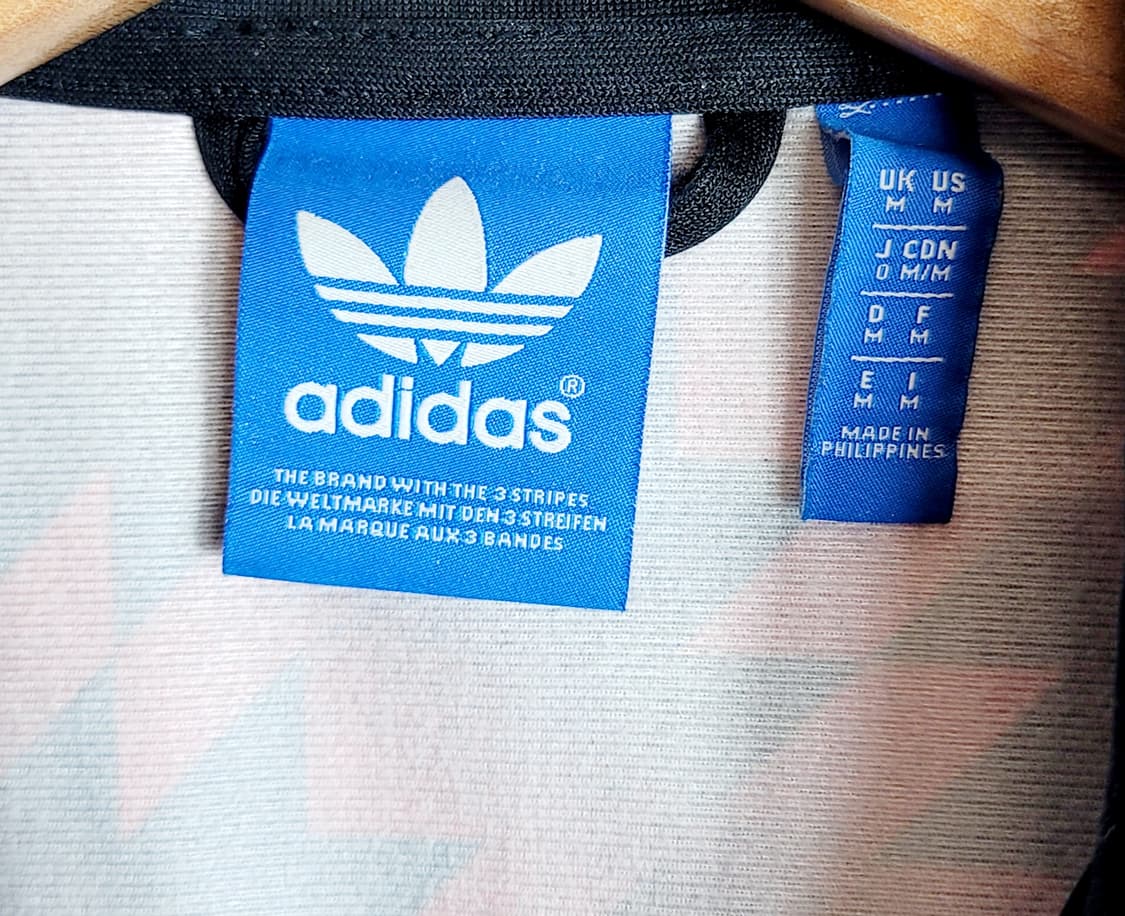 adidas®
THE BRAND WITH THE 3 STRIPES
DIE WELTMARKE MIT DEN 3 STREIFEN
LA MARQUE AUX 3 BANDES
UK US
M M
J CDN
O M/M
D F
M M
E I
M M
MADE IN
PHILIPPINES